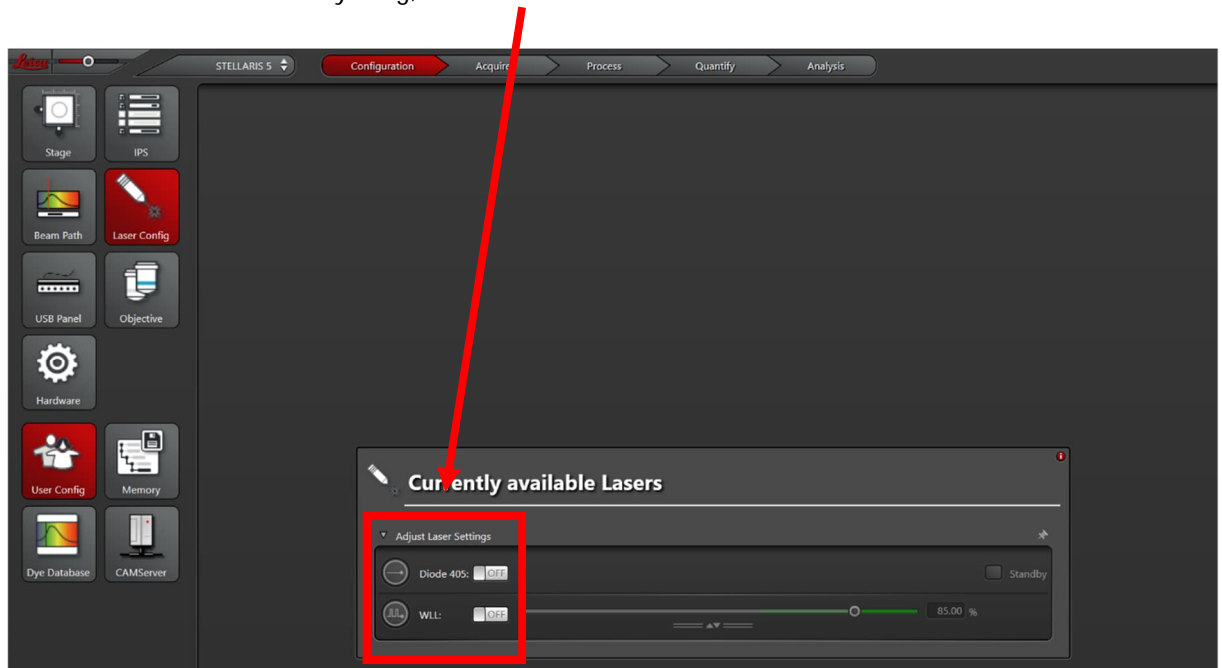 Leica
STELLARIS 5
Configuration
Acquire
Process
Quantify
Analysis
Stage
IPS
Beam Path
Laser Config
USB Panel
Objective
Hardware
User Config
Memory
Dye Database
CAMServer
Currently available Lasers
Adjust Laser Settings
Diode 405: OFF
Standby
WLL: OFF
85.00 %